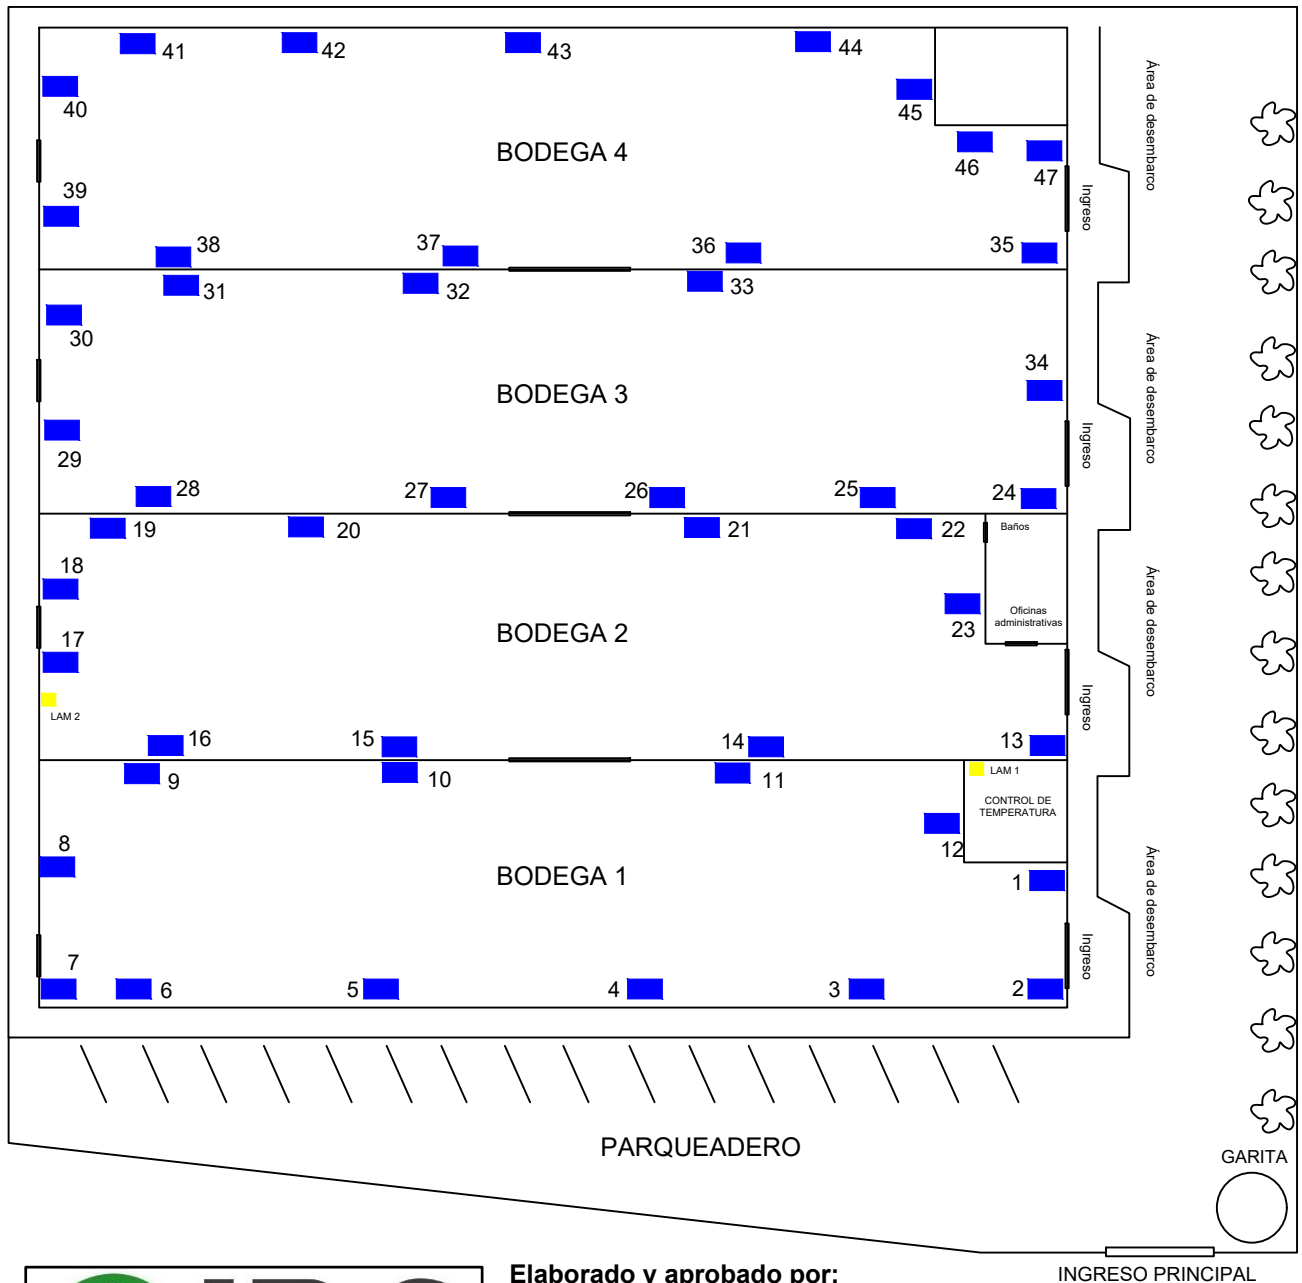 41
42
43
44
40
45
BODEGA 4
46
47
39
Ingreso
Área de desembarco
38
37
36
35
31
32
33
30
34
BODEGA 3
Área de desembarco
Ingreso
29
28
27
26
25
24
19
20
21
22
Baños
18
23
Oficinas
administrativas
17
BODEGA 2
Área de desembarco
Ingreso
LAM 2
16
15
14
13
9
10
11
LAM 1
CONTROL DE
TEMPERATURA
12
8
BODEGA 1
1
Área de desembarco
Ingreso
7
6
5
4
3
2
PARQUEADERO
GARITA
INGRESO PRINCIPAL
Elaborado y aprobado por: